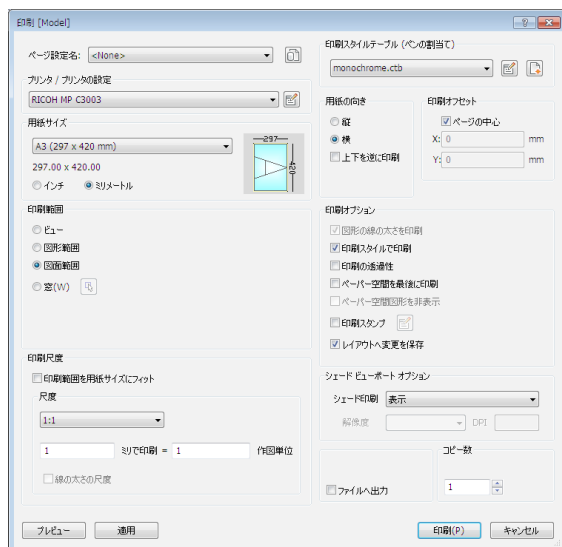 印刷 [Model]
ページ設定名: <None>
プリンタ / プリンタの設定
RICOH MP C3003
用紙サイズ
A3 (297 x 420 mm)
297.00 x 420.00
インチ ミリメートル
297
420
印刷範囲
ビュー
図形範囲
図面範囲
窓(W)
印刷尺度
印刷範囲を用紙サイズにフィット
尺度
1:1
1 ミリで印刷 = 1 作図単位
線の太さの尺度
プレビュー 適用
印刷スタイルテーブル (ペンの割当て)
monochrome.ctb
用紙の向き
縦
横
上下を逆に印刷
印刷オフセット
ページの中心
X: 0 mm
Y: 0 mm
印刷オプション
図形の線の太さを印刷
印刷スタイルで印刷
印刷の透過性
ペーパー空間を最後に印刷
ペーパー空間図形を非表示
印刷スタンプ
レイアウトへ変更を保存
シェード ビューポート オプション
シェード印刷 表示
解像度 DPI
ファイルへ出力
コピー数
1
印刷(P) キャンセル